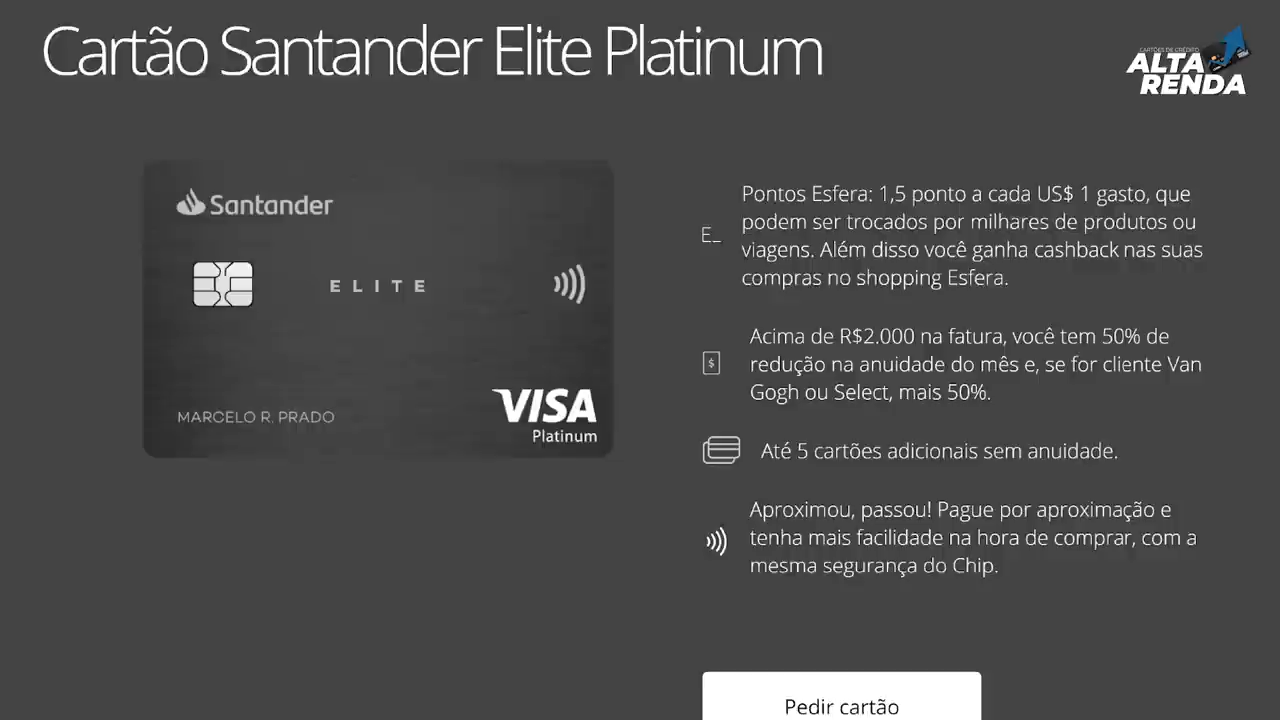 Cartão Santander Elite Platinum
CARTÕES DE CRÉDITO
ALTA
RENDA
Santander
ELITE
MARCELO R. PRADO
VISA
Platinum
E_
Pontos Esfera: 1,5 ponto a cada US$ 1 gasto, que
podem ser trocados por milhares de produtos ou
viagens. Além disso você ganha cashback nas suas
compras no shopping Esfera.
$
Acima de R$2.000 na fatura, você tem 50% de
redução na anuidade do mês e, se for cliente Van
Gogh ou Select, mais 50%.
Até 5 cartões adicionais sem anuidade.
Aproximou, passou! Pague por aproximação e
tenha mais facilidade na hora de comprar, com a
mesma segurança do Chip.
Pedir cartão